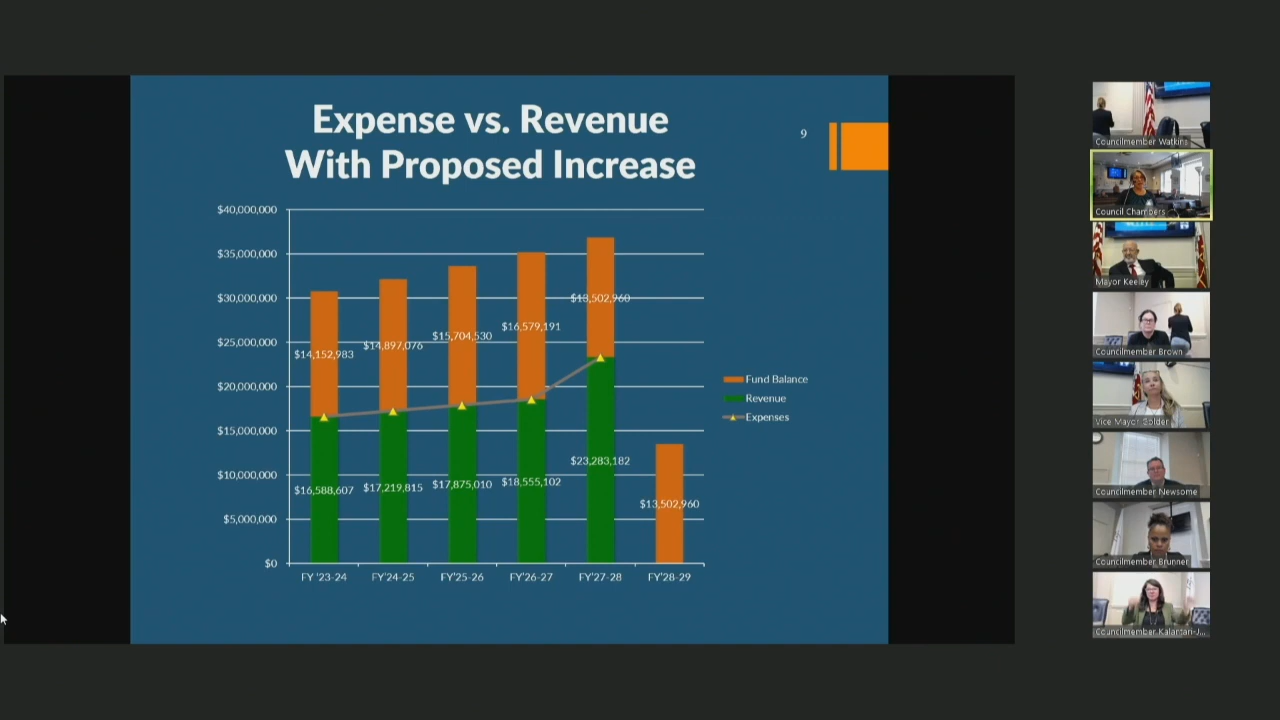 Expense vs. Revenue
With Proposed Increase
9
$40,000,000
$35,000,000
$30,000,000
$25,000,000
$20,000,000
$15,000,000
$10,000,000
$5,000,000
$0
$14,152,983
$14,897,076
$15,704,530
$16,579,191
$13,502,960
$16,588,607
$17,219,815
$17,875,010
$18,555,102
$23,283,182
$13,502,960
FY '23-24
FY'24-25
FY'25-26
FY'26-27
FY'27-28
FY'28-29
Fund Balance
Revenue
Expenses
Councilmember Watkins
Council Chambers
Mayor Keeley
Councilmember Brown
Vice Mayor Golder
Councilmember Newsome
Councilmember Brunner
Councilmember Kalantari-J...